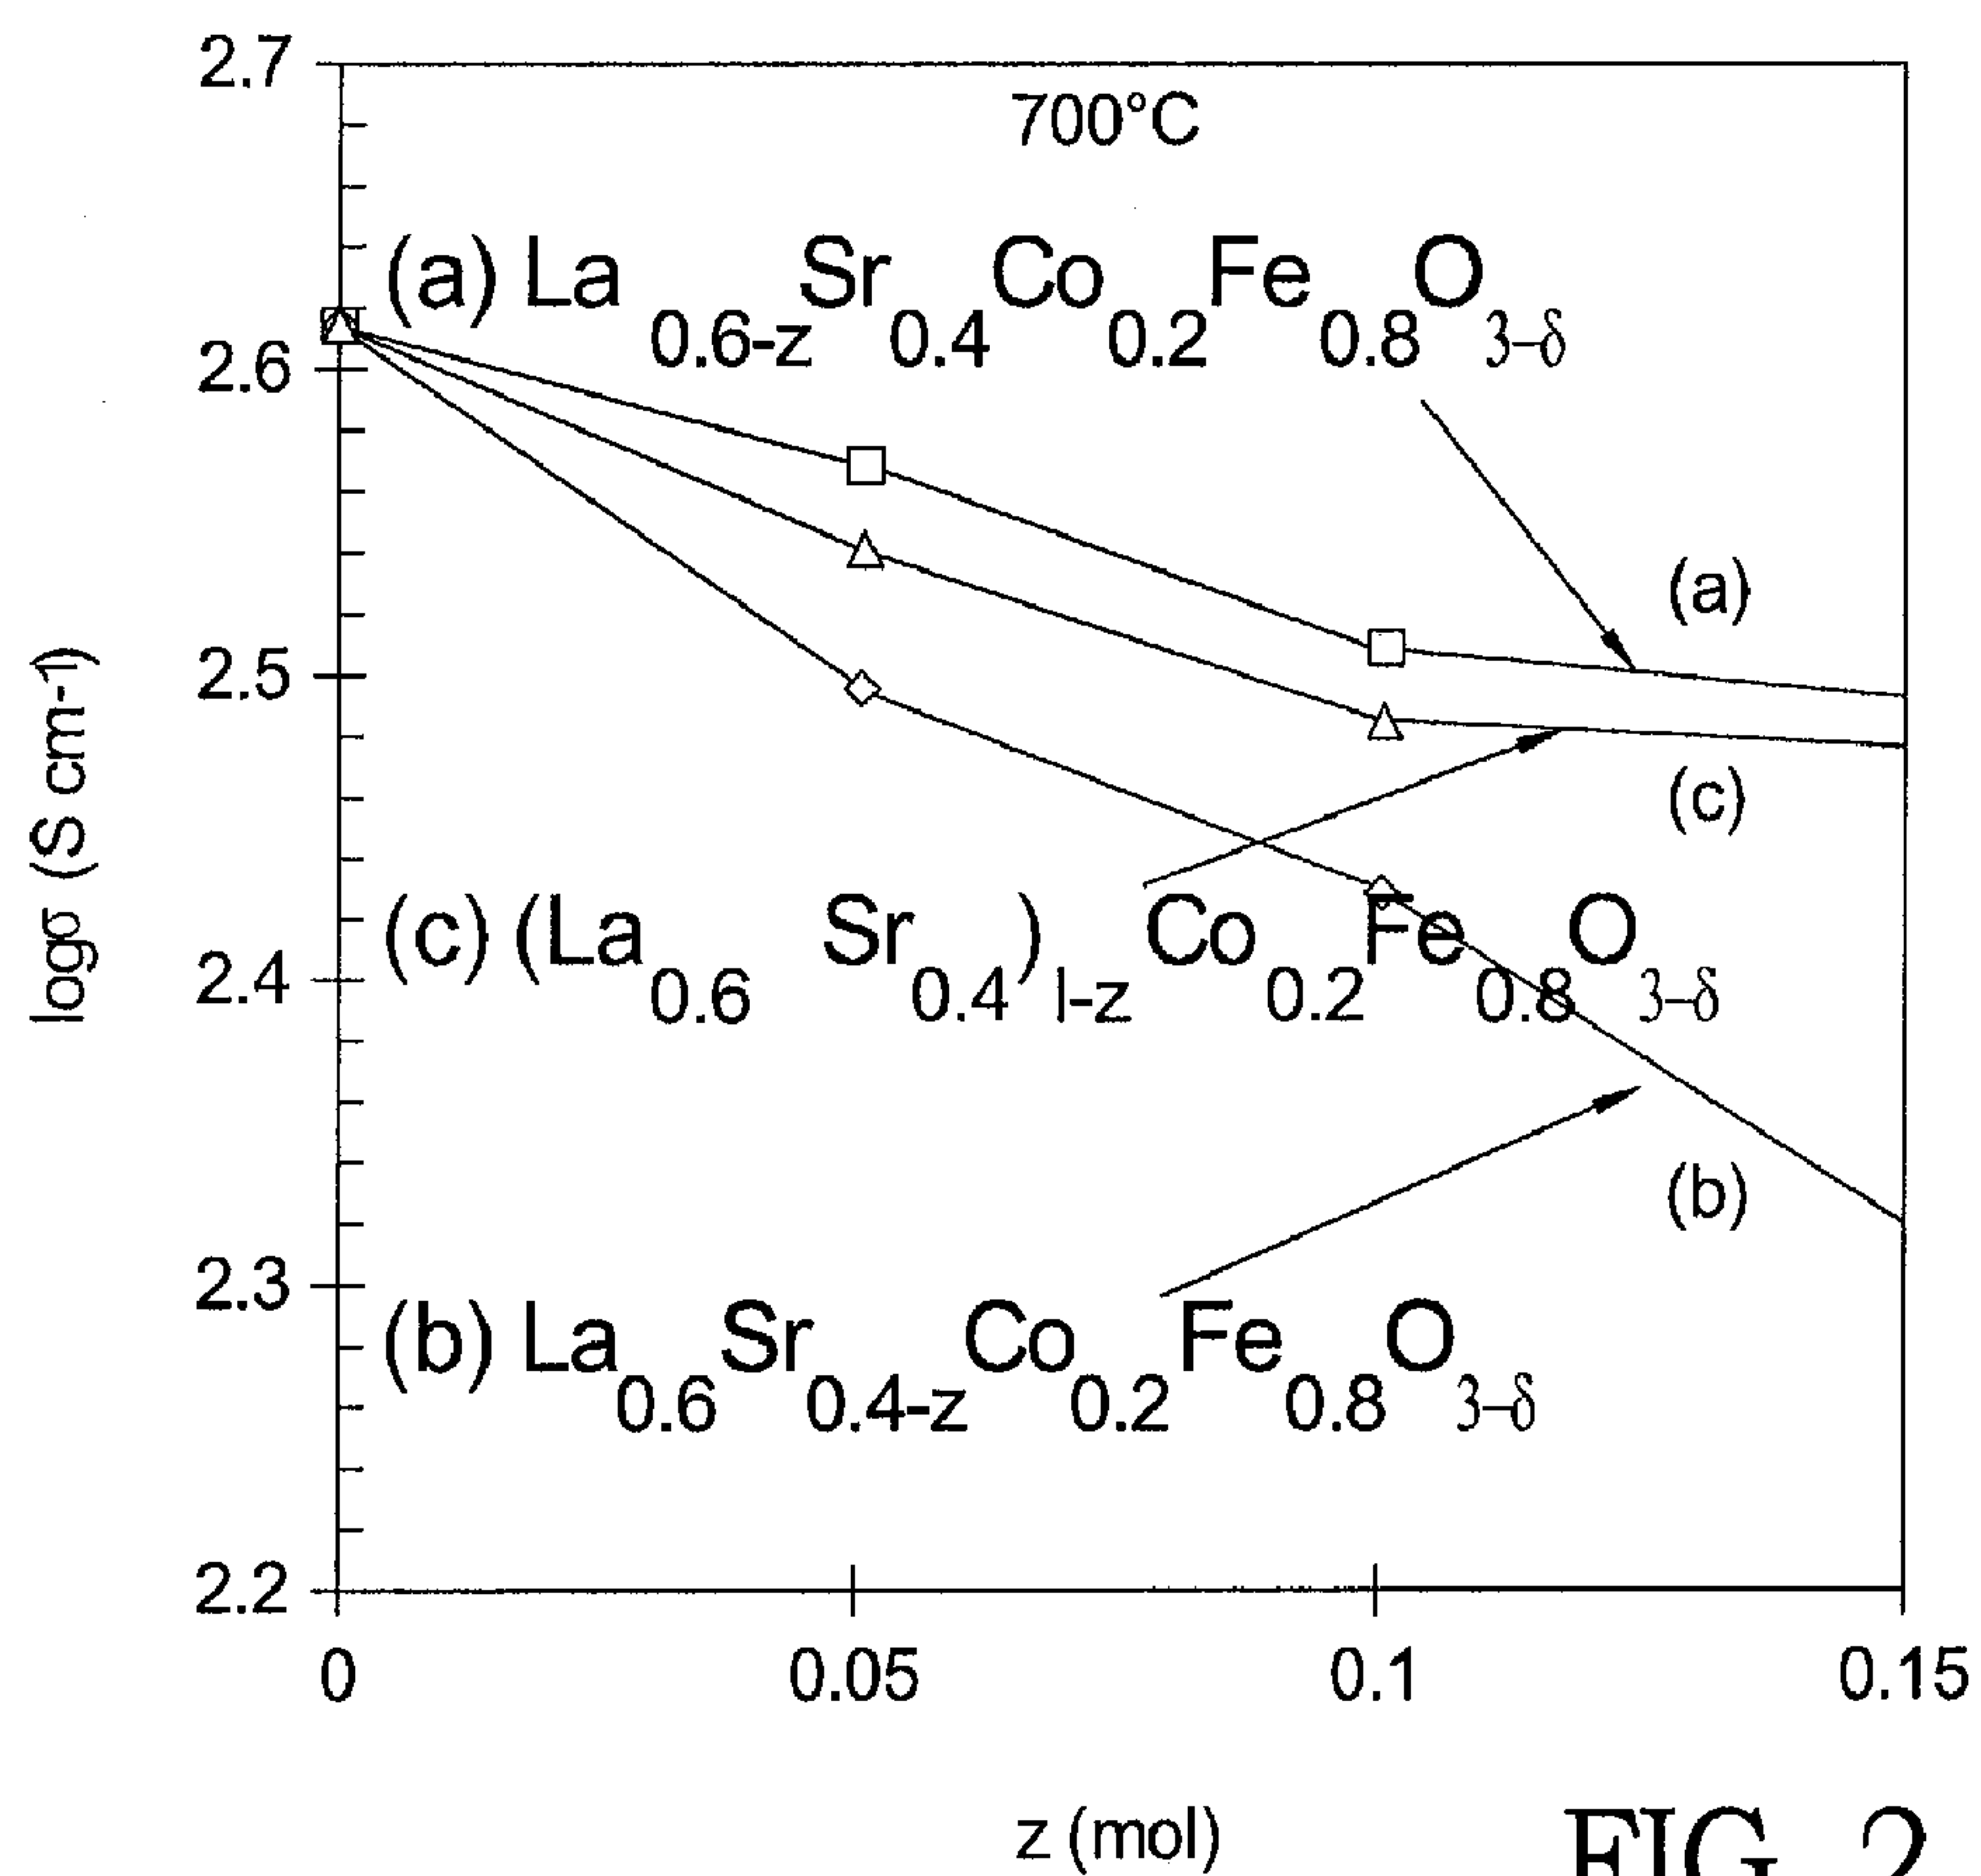 2.7
700°C
(a) La0.6-zSr0.4Co0.2Fe0.8O3-δ
2.6
(a)
2.5
(c)
logσ (S cm-1)
(c) (La0.6Sr0.4)l-zCo0.2Fe0.8O3-δ
2.4
(b)
2.3
(b) La0.6Sr0.4-zCo0.2Fe0.8O3-δ
2.2
0 0.05 0.1 0.15
z (mol)
FIG. 2